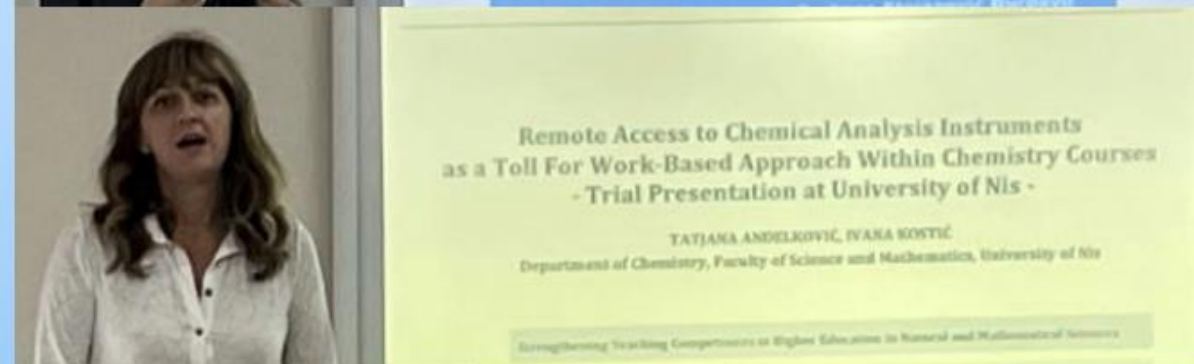 Remote Access to Chemical Analysis Instruments
as a Toll For Work-Based Approach Within Chemistry Courses
- Trial Presentation at University of Nis -
TATJANA ANĐELKOVIĆ, IVANA KOSTIĆ
Department of Chemistry, Faculty of Science and Mathematics, University of Nis
Strengthening Teaching Competences in Higher Education in Natural and Mathematical Sciences